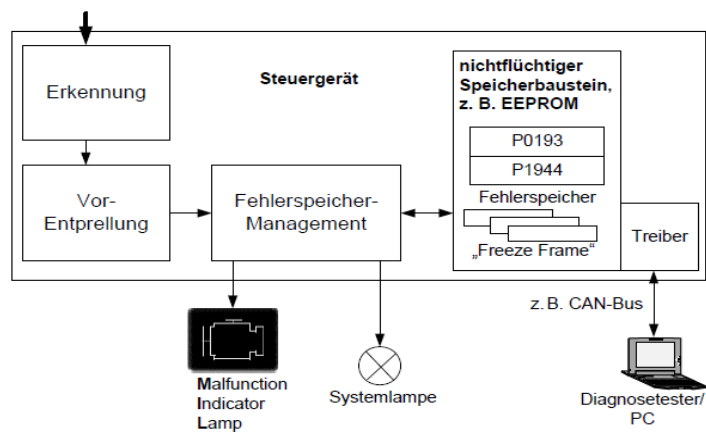 Erkennung
Steuergerät
nichtflüchtiger
Speicherbaustein,
z. B. EEPROM
P0193
P1944
Fehlerspeicher
„Freeze Frame“
Vor-
Entprellung
Fehlerspeicher-
Management
Treiber
z. B. CAN-Bus
Malfunction
Indicator
Lamp
Systemlampe
Diagnosetester/
PC